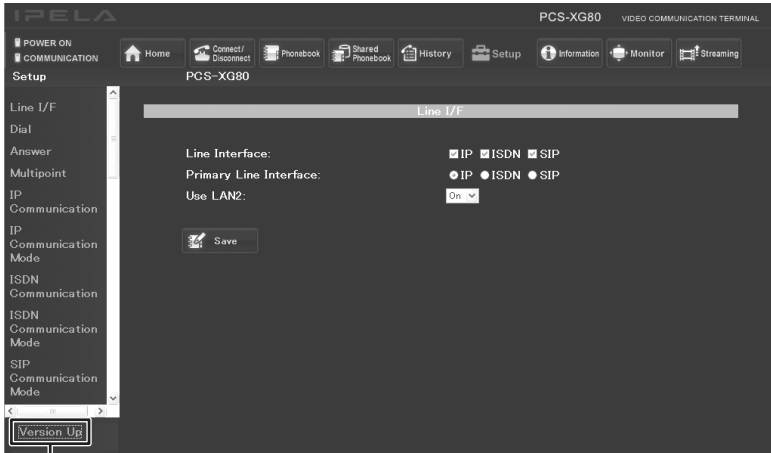 IPELA
PCS-XG80 VIDEO COMMUNICATION TERMINAL
POWER ON
COMMUNICATION
Home
Connect/
Disconnect
Phonebook
Shared
Phonebook
History
Setup
Information
Monitor
Streaming
Setup
PCS-XG80
Line I/F
Dial
Answer
Multipoint
IP
Communication
IP
Communication
Mode
ISDN
Communication
ISDN
Communication
Mode
SIP
Communication
Mode
Version Up
Line I/F
Line Interface: IP ISDN SIP
Primary Line Interface: IP ISDN SIP
Use LAN2: On
Save